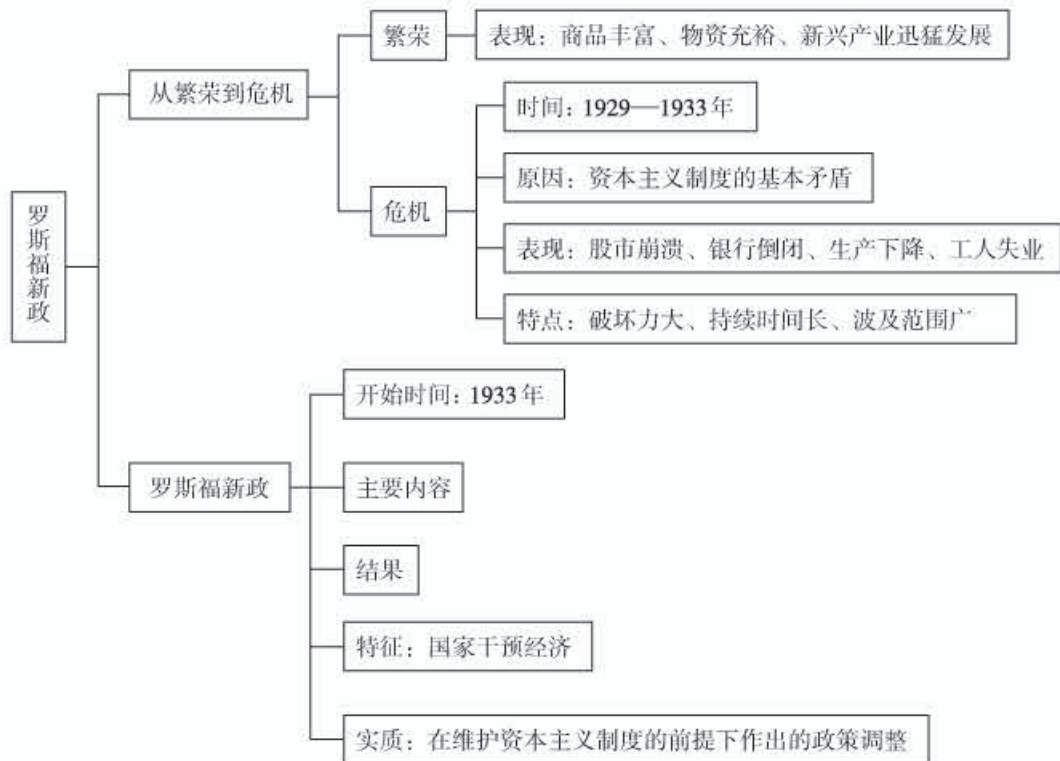 罗斯福新政
从繁荣到危机
繁荣
表现：商品丰富、物资充裕、新兴产业迅猛发展
危机
时间：1929—1933年
原因：资本主义制度的基本矛盾
表现：股市崩溃、银行倒闭、生产下降、工人失业
特点：破坏力大、持续时间长、波及范围广
罗斯福新政
开始时间：1933年
主要内容
结果
特征：国家干预经济
实质：在维护资本主义制度的前提下作出的政策调整